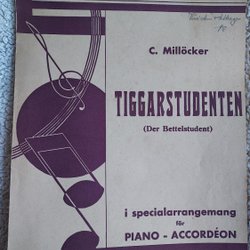 C. Millöcker
TIGGARSTUDENTEN
(Der Bettelstudent)
i specialarrangemang
för
PIANO - ACCORDÉON